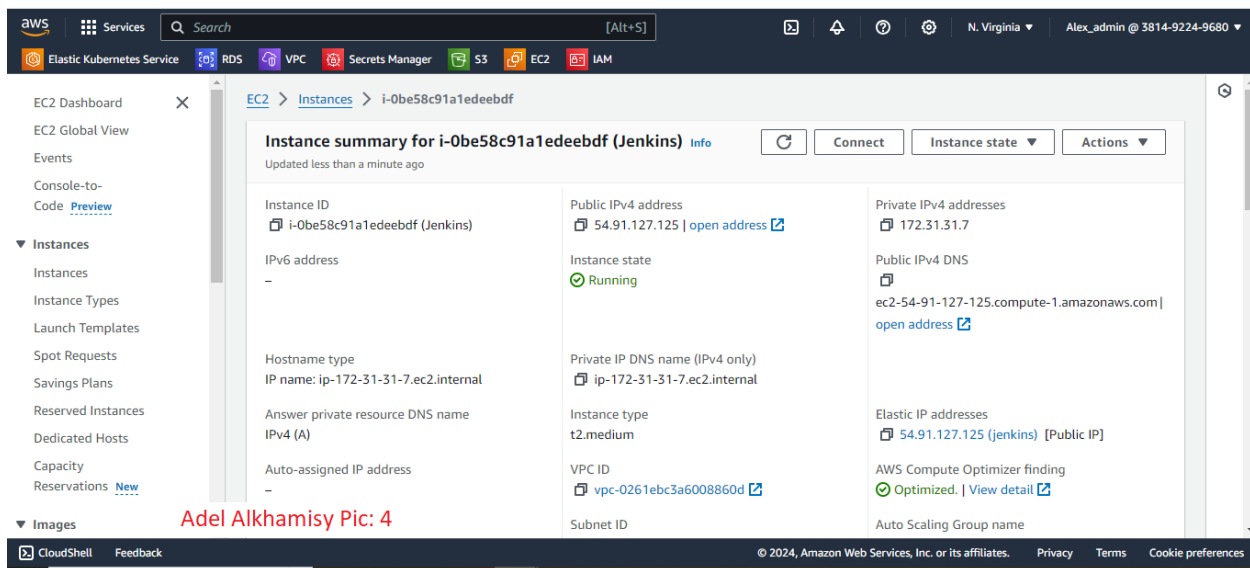 aws
Services
Search
[Alt+S]
N. Virginia ▼
Alex_admin @ 3814-9224-9680 ▼
Elastic Kubernetes Service
RDS
VPC
Secrets Manager
S3
EC2
IAM
EC2 Dashboard
EC2 Global View
Events
Console-to-
Code Preview
▼ Instances
Instances
Instance Types
Launch Templates
Spot Requests
Savings Plans
Reserved Instances
Dedicated Hosts
Capacity
Reservations New
▼ Images
EC2 > Instances > i-0be58c91a1edeebdf
Instance summary for i-0be58c91a1edeebdf (Jenkins) Info
Updated less than a minute ago
Connect
Instance state ▼
Actions ▼
Instance ID
i-0be58c91a1edeebdf (Jenkins)
Public IPv4 address
54.91.127.125 | open address
Private IPv4 addresses
172.31.31.7
IPv6 address
–
Instance state
Running
Public IPv4 DNS
ec2-54-91-127-125.compute-1.amazonaws.com |
open address
Hostname type
IP name: ip-172-31-31-7.ec2.internal
Private IP DNS name (IPv4 only)
ip-172-31-31-7.ec2.internal
Answer private resource DNS name
IPv4 (A)
Instance type
t2.medium
Elastic IP addresses
54.91.127.125 (jenkins) [Public IP]
Auto-assigned IP address
–
VPC ID
vpc-0261ebc3a6008860d
AWS Compute Optimizer finding
Optimized. | View detail
Subnet ID
Auto Scaling Group name
Adel Alkhamisy Pic: 4
CloudShell
Feedback
© 2024, Amazon Web Services, Inc. or its affiliates.
Privacy
Terms
Cookie preferences